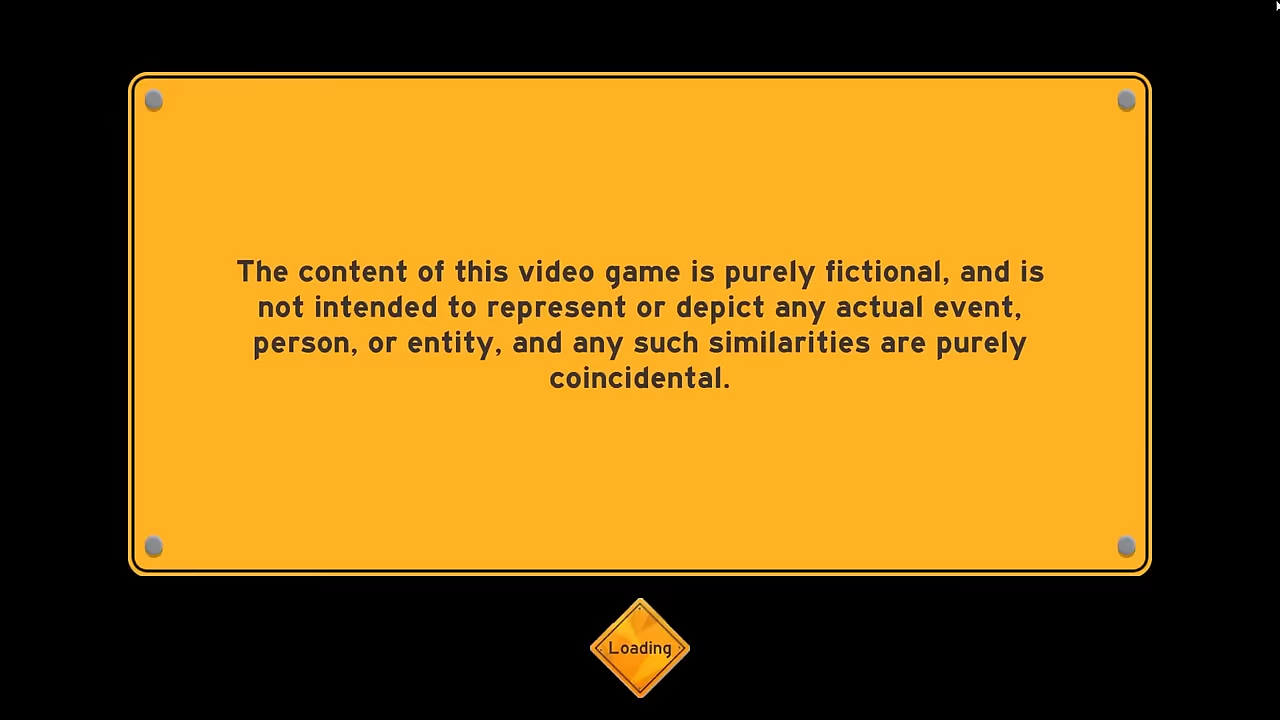 The content of this video game is purely fictional, and is
not intended to represent or depict any actual event,
person, or entity, and any such similarities are purely
coincidental.
Loading